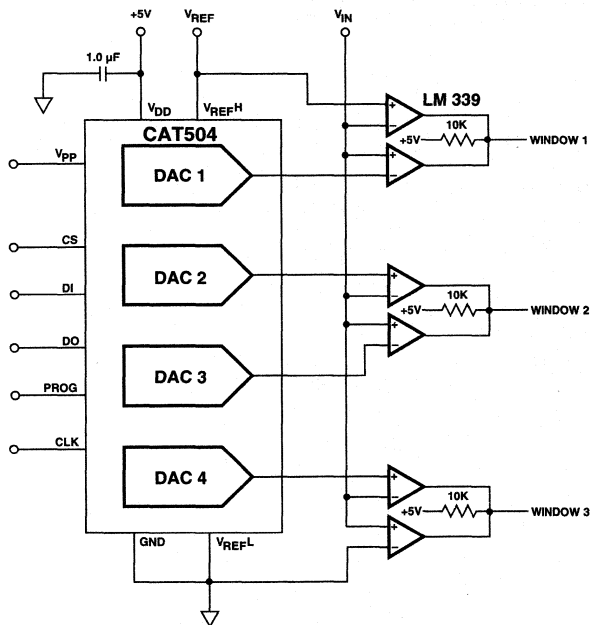 +5V
VREF
VIN
1.0 µF
VDD
VREFH
LM 339
CAT504
+
−
10K
+5V
WINDOW 1
VPP
DAC 1
+
−
CS
DAC 2
+
−
10K
DI
+5V
WINDOW 2
+
−
DO
DAC 3
PROG
CLK
DAC 4
+
−
10K
+5V
WINDOW 3
+
−
GND
VREFL